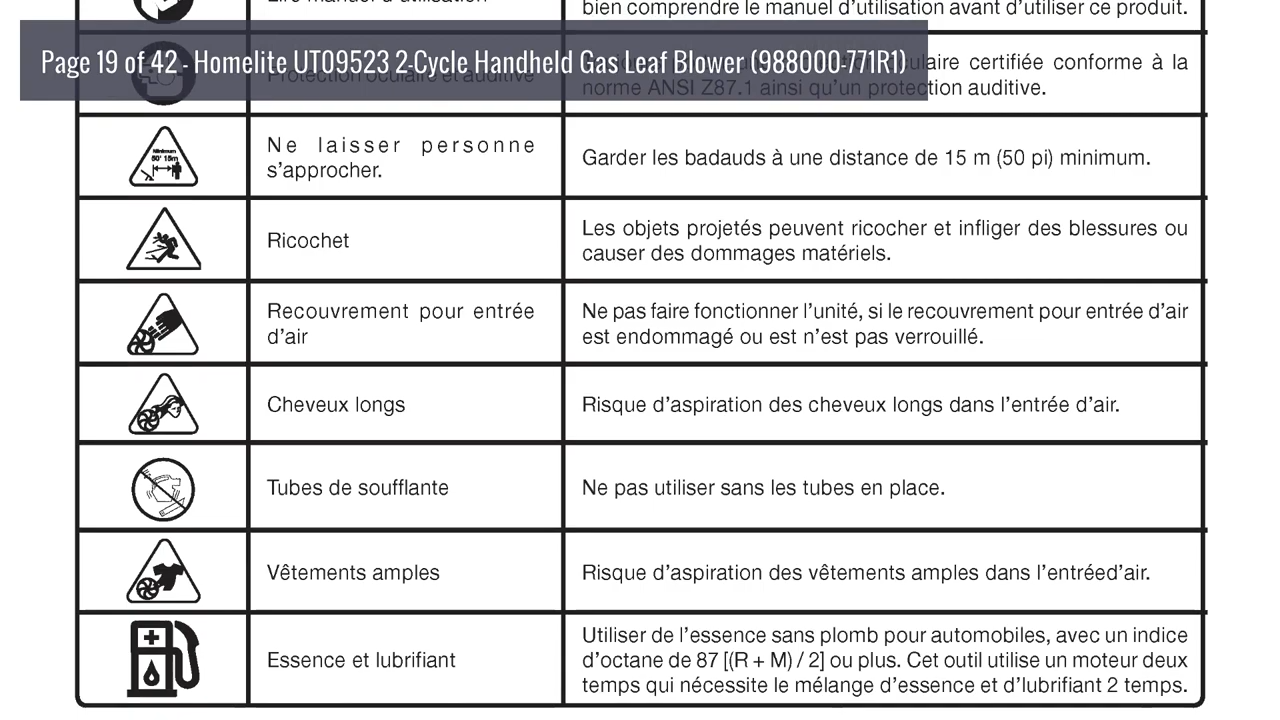 bien comprendre le manuel d'utilisation avant d'utiliser ce produit.
Page 19 of 42 - Homelite UT09523 2-Cycle Handheld Gas Leaf Blower (988000-771R1)
Protection oculaire et auditive
oculaire certifiée conforme à la
norme ANSI Z87.1 ainsi qu'un protection auditive.
Minimum
50' 15m
Ne laisser personne
s'approcher.
Garder les badauds à une distance de 15 m (50 pi) minimum.
Ricochet
Les objets projetés peuvent ricocher et infliger des blessures ou
causer des dommages matériels.
Recouvrement pour entrée
d'air
Ne pas faire fonctionner l'unité, si le recouvrement pour entrée d'air
est endommagé ou est n'est pas verrouillé.
Cheveux longs
Risque d'aspiration des cheveux longs dans l'entrée d'air.
Tubes de soufflante
Ne pas utiliser sans les tubes en place.
Vêtements amples
Risque d'aspiration des vêtements amples dans l'entréed'air.
Essence et lubrifiant
Utiliser de l'essence sans plomb pour automobiles, avec un indice
d'octane de 87 [(R + M) / 2] ou plus. Cet outil utilise un moteur deux
temps qui nécessite le mélange d'essence et d'lubrifiant 2 temps.